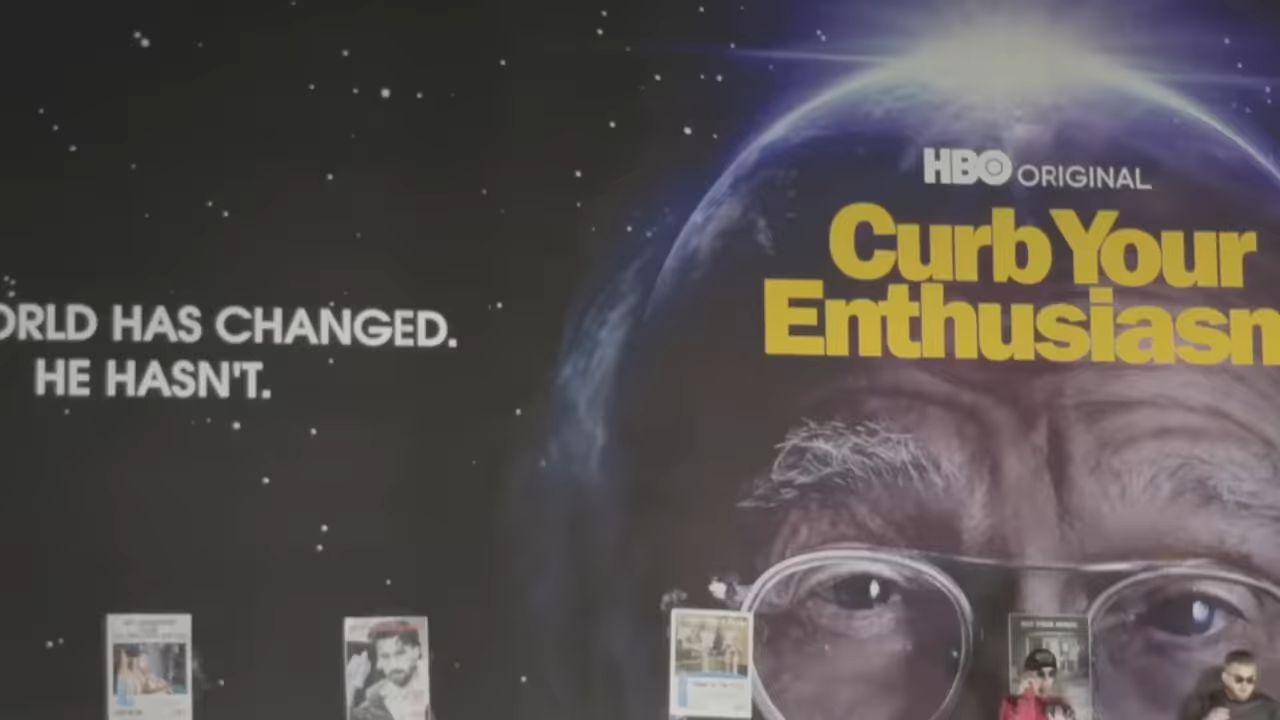 ORLD HAS CHANGED.
HE HASN'T.
HBO ORIGINAL
Curb Your
Enthusiasm